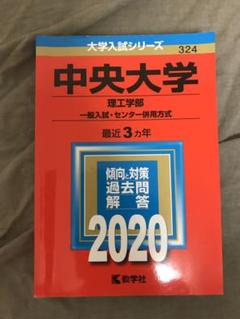 大学入試シリーズ
324
中央大学
理工学部
一般入試・センター併用方式
最近3ヵ年
傾向と対策
過去問
解答
2020
教学社